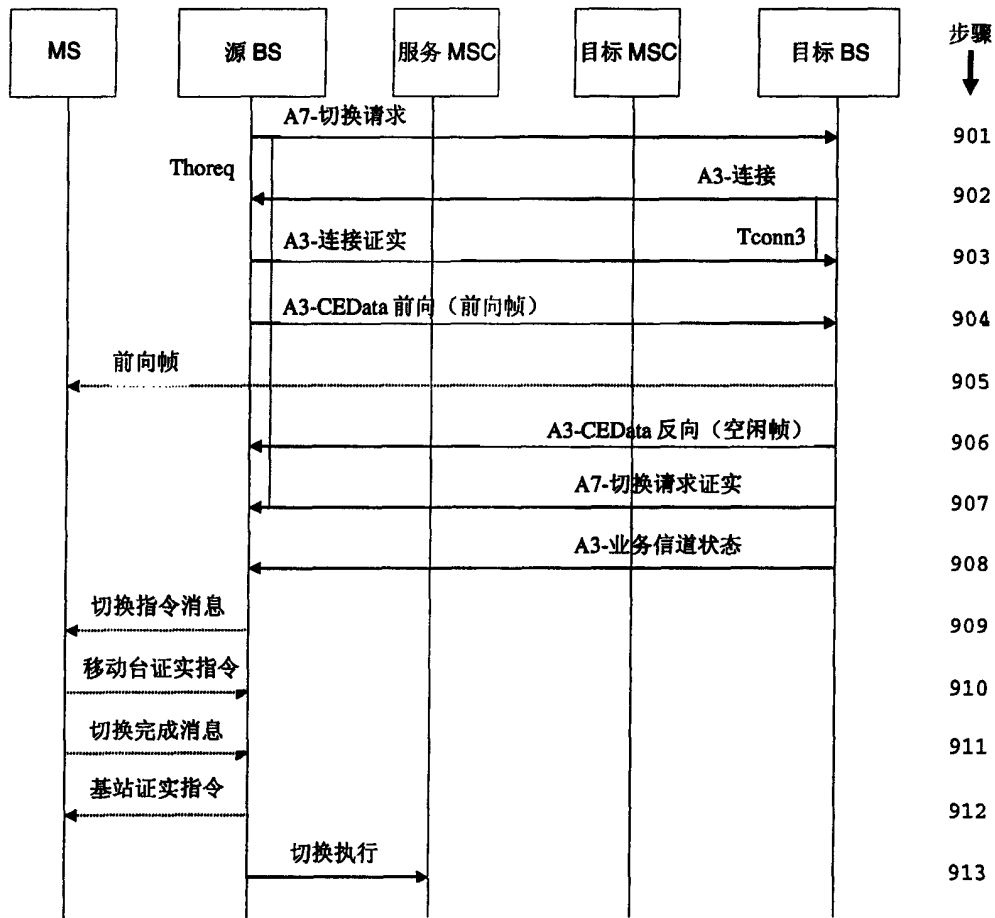 MS
源 BS
服务 MSC
目标 MSC
目标 BS
步骤
A7-切换请求
901
Thoreq
A3-连接
902
A3-连接证实
Tconn3
903
A3-CEData 前向（前向帧）
904
前向帧
905
A3-CEData 反向（空闲帧）
906
A7-切换请求证实
907
A3-业务信道状态
908
切换指令消息
909
移动台证实指令
910
切换完成消息
911
基站证实指令
912
切换执行
913